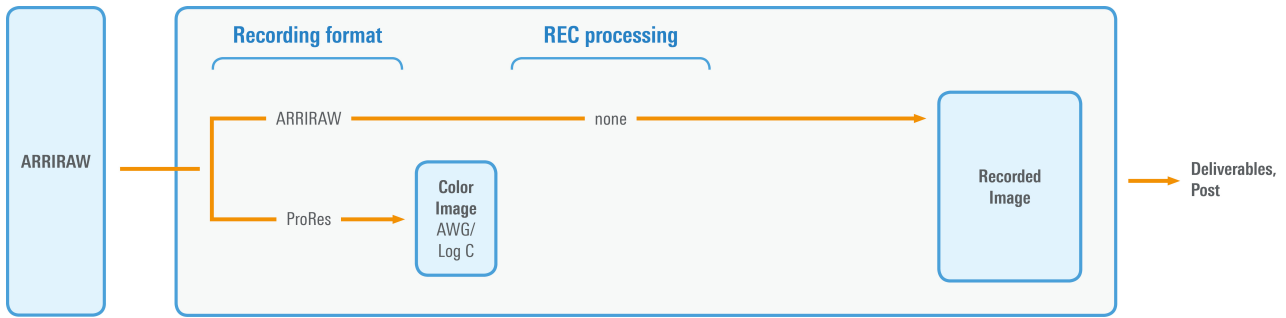 Recording format
REC processing
ARRIRAW
ARRIRAW
none
ProRes
Color
Image
AWG/
Log C
Recorded
Image
Deliverables,
Post